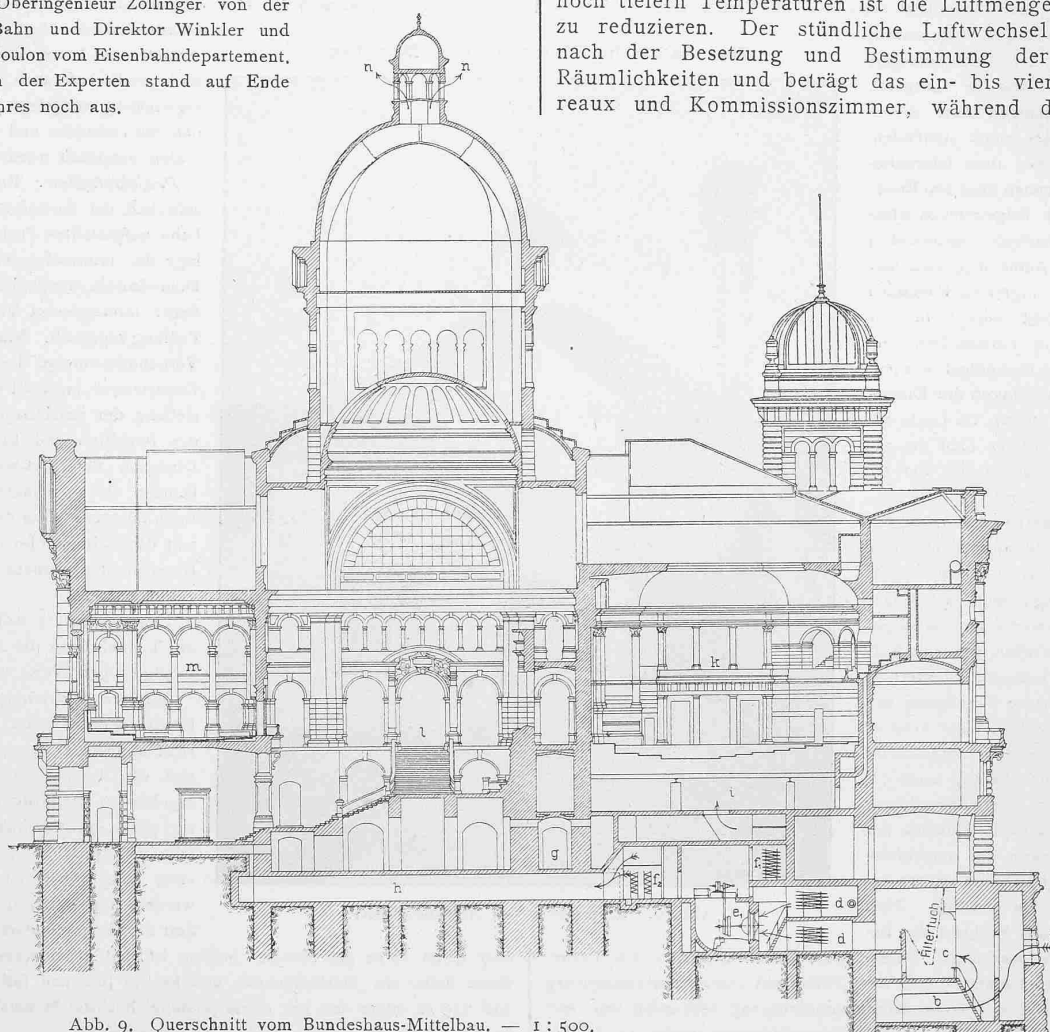 Oberingenieur Zollinger von der
Bahn und Direktor Winkler und
oulon vom Eisenbahndepartement,
der Experten stand auf Ende
hres noch aus.
noch tiefern Temperaturen ist die Luftmenge
zu reduzieren. Der stündliche Luftwechsel
nach der Besetzung und Bestimmung der
Räumlichkeiten und beträgt das ein- bis vier
reaux und Kommissionszimmer, während d
n n
m
k
l
i
g
f₁
h
f₂
d
e
d
Filtertuch
c
b
Abb. 9. Querschnitt vom Bundeshaus-Mittelbau. — 1 : 500.